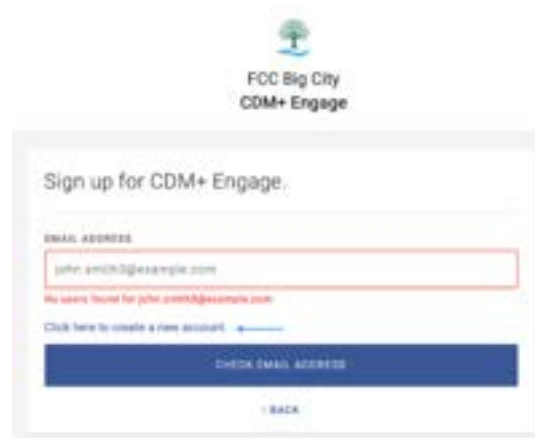 FCC Big City
CDM+ Engage
Sign up for CDM+ Engage.
EMAIL ADDRESS
john.smith3@example.com
No users found for john.smith3@example.com
Click here to create a new account.
CHECK EMAIL ADDRESS
‹ BACK